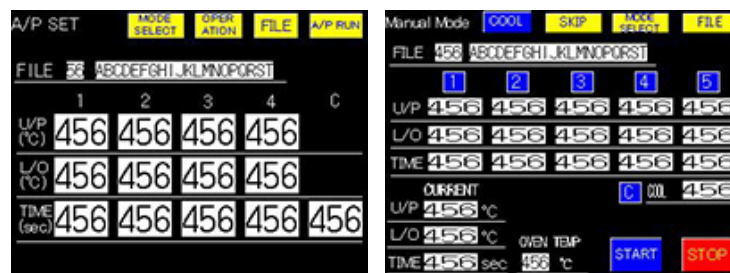 A/P SET MODE SELECT OPER ATION FILE A/P RUN
FILE 56 ABCDEFGHIJKLMNOPQRST
1 2 3 4 C
U/P (℃) 456 456 456 456
L/O (℃) 456 456 456 456
TIME (sec) 456 456 456 456 456
Manual Mode COOL SKIP MODE SELECT FILE
FILE 456 ABCDEFGHIJKLMNOPQRST
1 2 3 4 5
U/P 456 456 456 456 456
L/O 456 456 456 456 456
TIME 456 456 456 456 456
CURRENT C COOL 456
U/P 456 ℃
L/O 456 ℃ OVEN TEMP
TIME 456 sec 456 ℃ START STOP